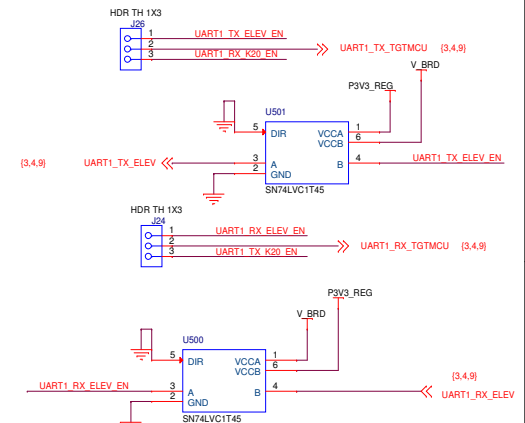 HDR TH 1X3
J26
1 UART1_TX_ELEV_EN
2 UART1_TX_TGTMCU {3,4,9}
3 UART1_RX_K20_EN
V_BRD
P3V3_REG
U501
5 DIR VCCA 1
VCCB 6
{3,4,9} UART1_TX_ELEV 3 A B 4 UART1_TX_ELEV_EN
2 GND
SN74LVC1T45
HDR TH 1X3
J24
1 UART1_RX_ELEV_EN
2 UART1_RX_TGTMCU {3,4,9}
3 UART1_TX_K20_EN
P3V3_REG
V_BRD
U500
5 DIR VCCA 1
VCCB 6
{3,4,9}
UART1_RX_ELEV_EN 3 A B 4 UART1_RX_ELEV
2 GND
SN74LVC1T45